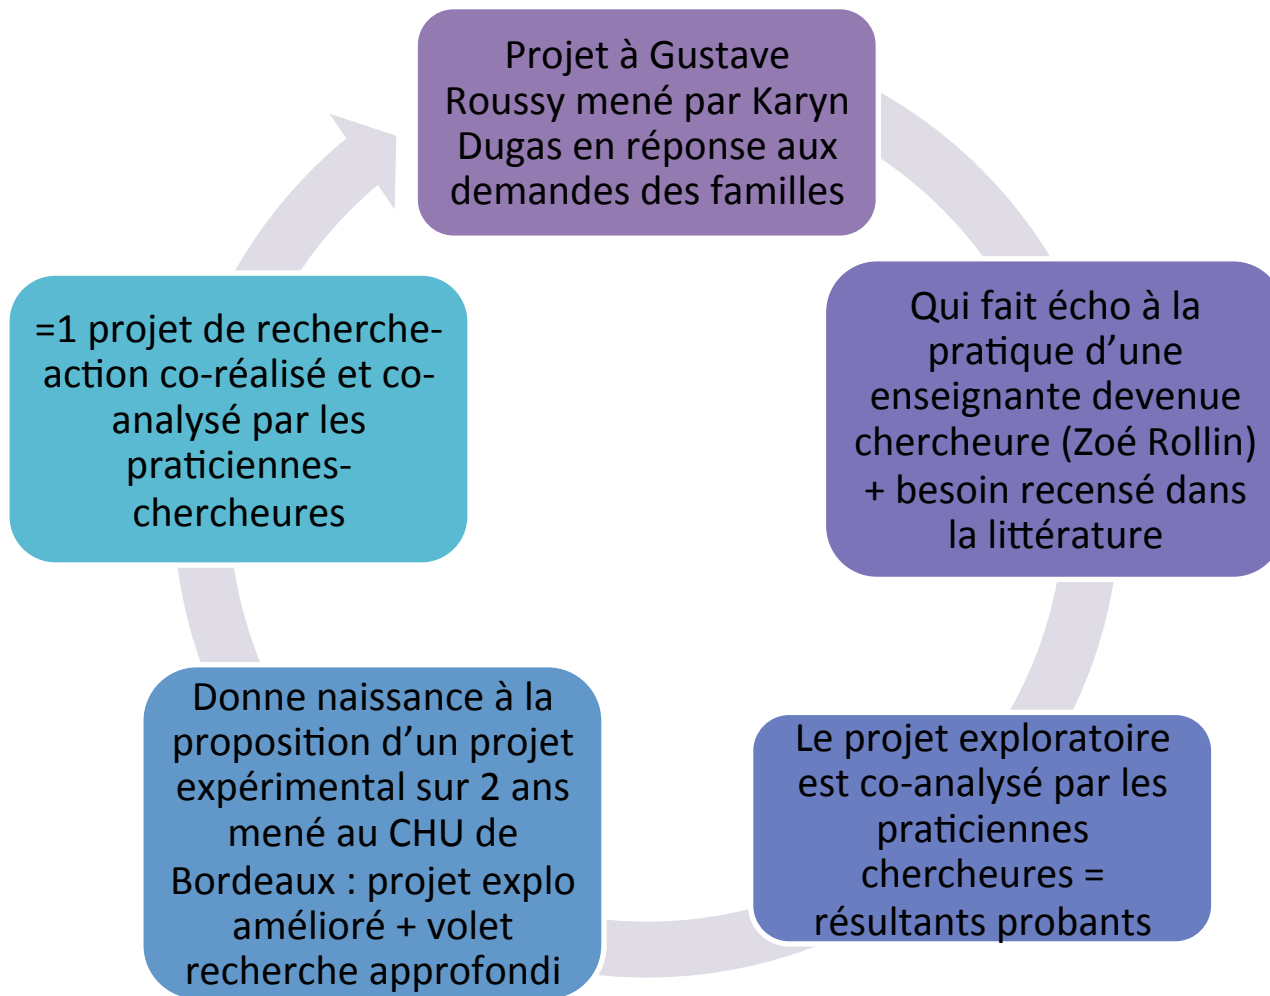 Projet à Gustave
Roussy mené par Karyn
Dugas en réponse aux
demandes des familles
Qui fait écho à la
pratique d’une
enseignante devenue
chercheure (Zoé Rollin)
+ besoin recensé dans
la littérature
Le projet exploratoire
est co-analysé par les
praticiennes
chercheures =
résultants probants
Donne naissance à la
proposition d’un projet
expérimental sur 2 ans
mené au CHU de
Bordeaux : projet explo
amélioré + volet
recherche approfondi
=1 projet de recherche-
action co-réalisé et co-
analysé par les
praticiennes-
chercheures